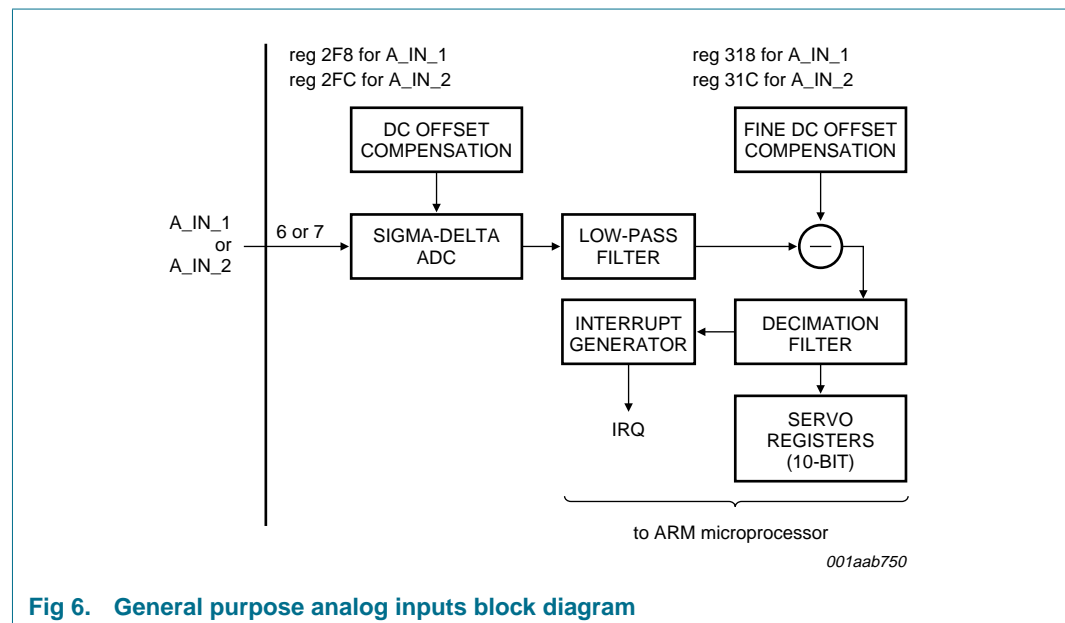 reg 2F8 for A_IN_1
reg 2FC for A_IN_2
reg 318 for A_IN_1
reg 31C for A_IN_2
DC OFFSET
COMPENSATION
FINE DC OFFSET
COMPENSATION
A_IN_1
or
A_IN_2
6 or 7
SIGMA-DELTA
ADC
LOW-PASS
FILTER
—
INTERRUPT
GENERATOR
DECIMATION
FILTER
IRQ
SERVO
REGISTERS
(10-BIT)
to ARM microprocessor
001aab750
Fig 6. General purpose analog inputs block diagram